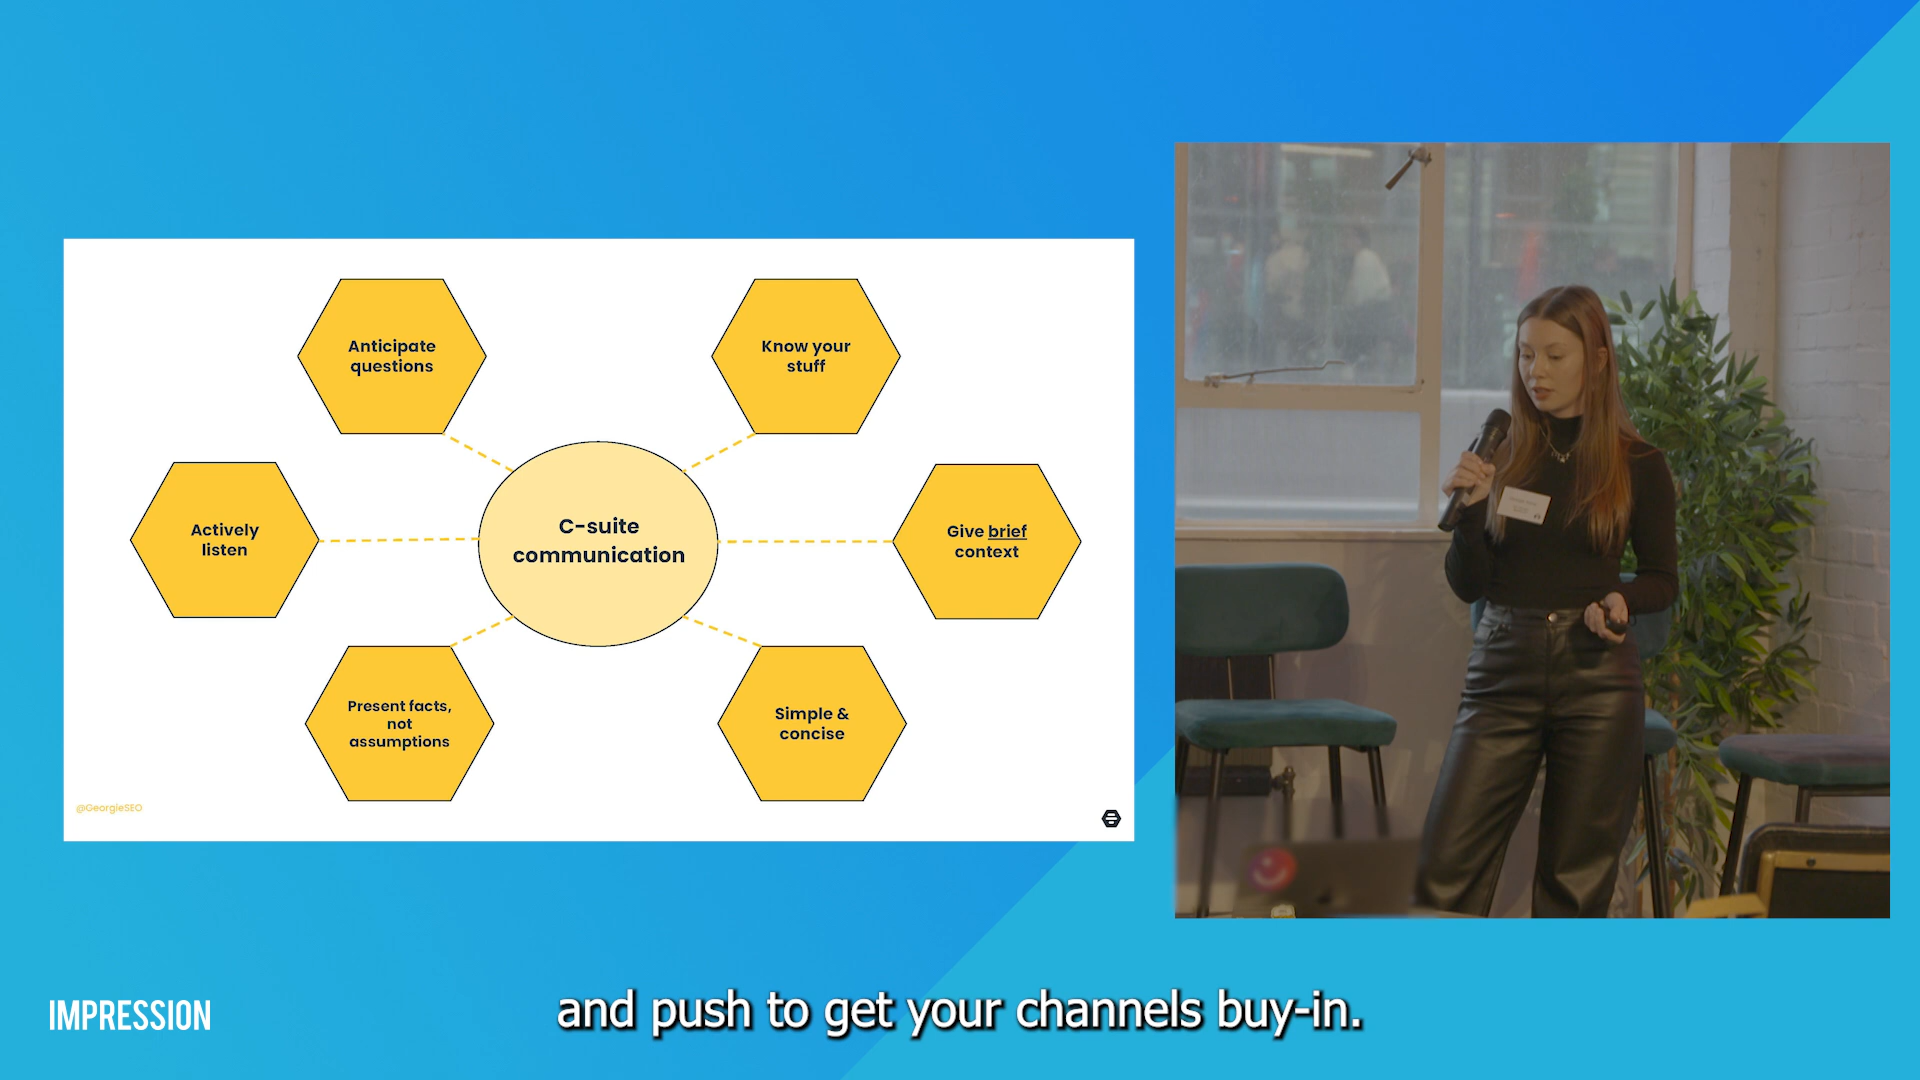 Anticipate
questions
Know your
stuff
Actively
listen
C-suite
communication
Give brief
context
Present facts,
not
assumptions
Simple &
concise
@GeorgieSEO
IMPRESSION
and push to get your channels buy-in.